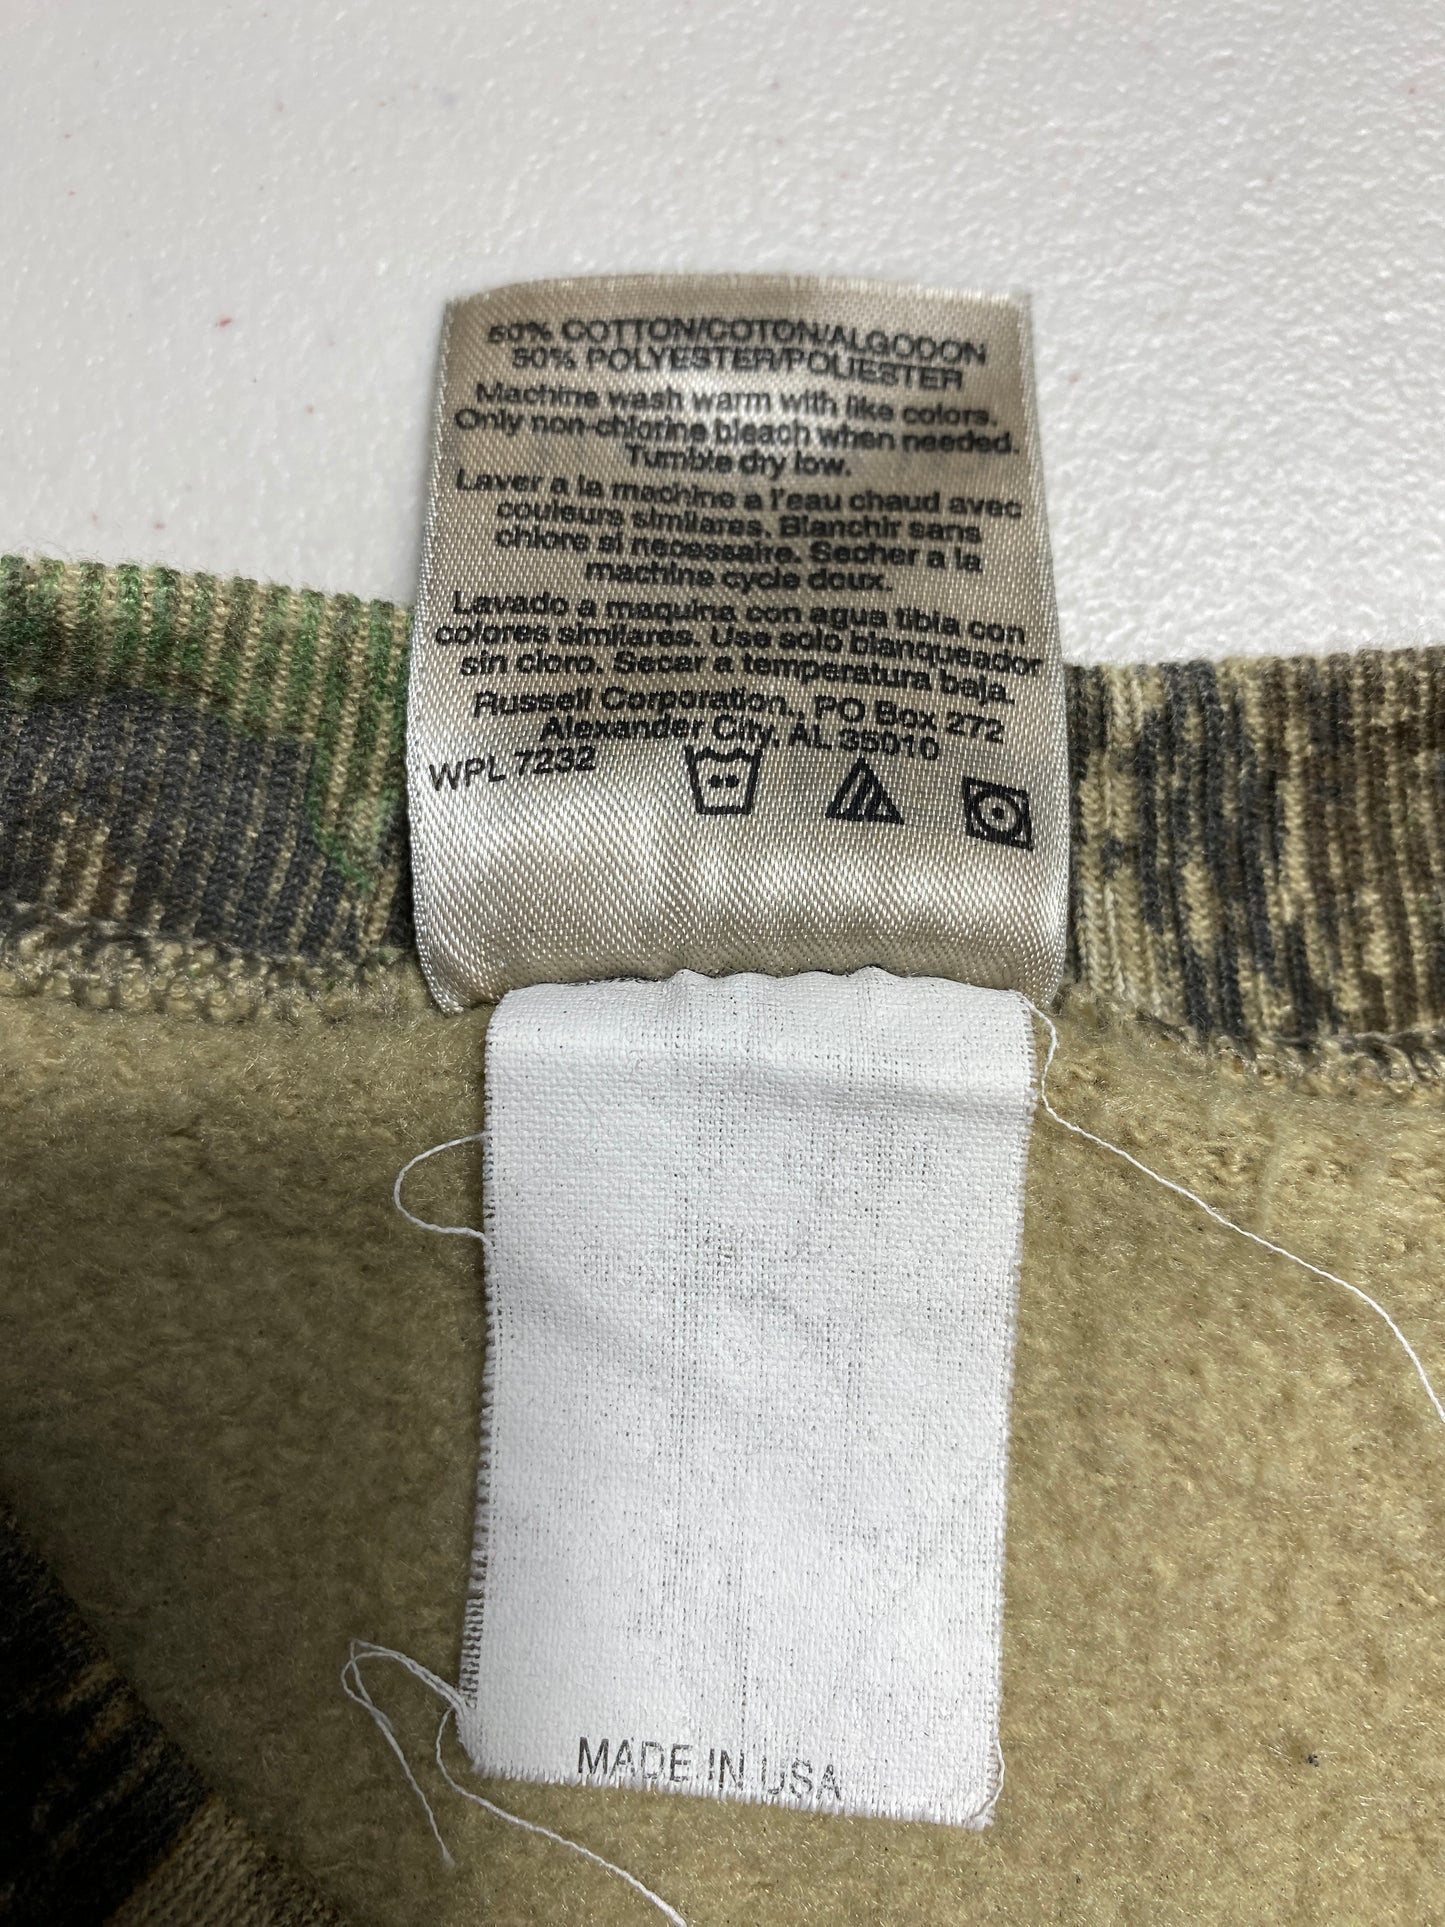 50% COTTON/COTON/ALGODON
50% POLYESTER/POLIESTER
Machine wash warm with like colors.
Only non-chlorine bleach when needed.
Tumble dry low.
Laver a la machine a l'eau chaud avec
couleurs similares. Blanchir sans
chlore si necessaire. Secher a la
machine cycle doux.
Lavado a maquina con agua tibia con
colores similares. Use solo blanqueador
sin cloro. Secar a temperatura baja.
Russell Corporation, PO Box 272
Alexander City, AL 35010
WPL 7232
MADE IN USA